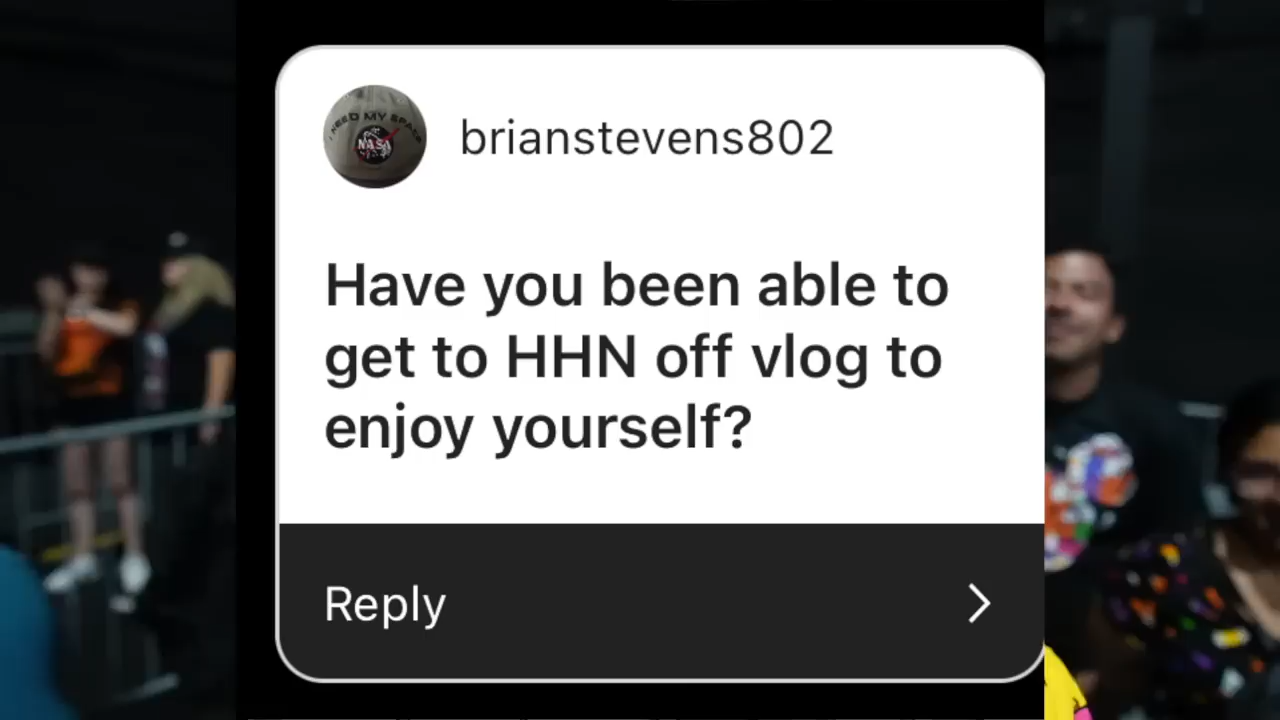 I NEED MY SPACE
NASA
brianstevens802
Have you been able to
get to HHN off vlog to
enjoy yourself?
Reply